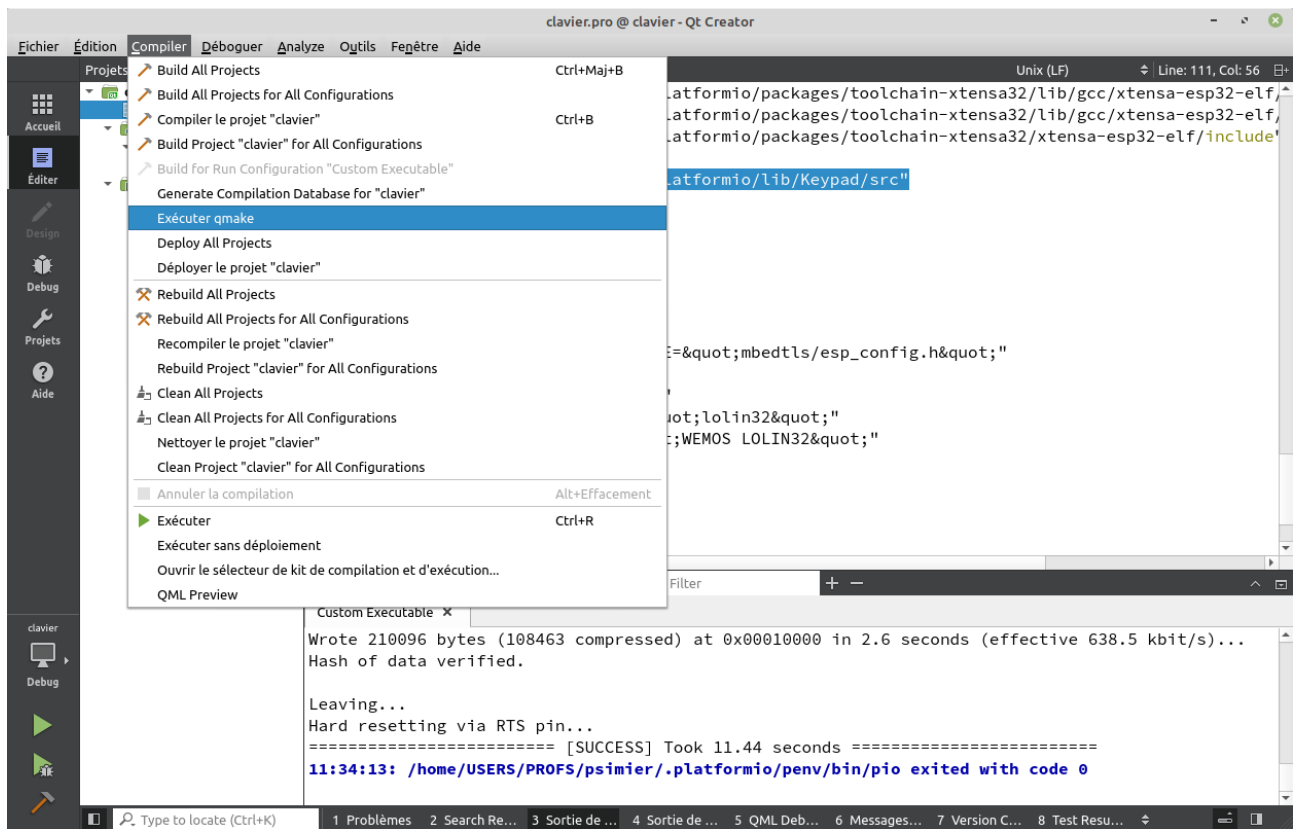 clavier.pro @ clavier - Qt Creator
Fichier Édition Compiler Déboguer Analyze Outils Fenêtre Aide
Projets
Unix (LF) Line: 111, Col: 56
Accueil
Éditer
Design
Debug
Projets
Aide
Build All Projects Ctrl+Maj+B
Build All Projects for All Configurations
Compiler le projet "clavier" Ctrl+B
Build Project "clavier" for All Configurations
Build for Run Configuration "Custom Executable"
Generate Compilation Database for "clavier"
Exécuter qmake
Deploy All Projects
Déployer le projet "clavier"
Rebuild All Projects
Rebuild All Projects for All Configurations
Recompiler le projet "clavier"
Rebuild Project "clavier" for All Configurations
Clean All Projects
Clean All Projects for All Configurations
Nettoyer le projet "clavier"
Clean Project "clavier" for All Configurations
Annuler la compilation Alt+Effacement
Exécuter Ctrl+R
Exécuter sans déploiement
Ouvrir le sélecteur de kit de compilation et d'exécution...
QML Preview
latformio/packages/toolchain-xtensa32/lib/gcc/xtensa-esp32-elf/
latformio/packages/toolchain-xtensa32/lib/gcc/xtensa-esp32-elf/
latformio/packages/toolchain-xtensa32/xtensa-esp32-elf/include"
latformio/lib/Keypad/src"
E=&quot;mbedtls/esp_config.h&quot;"
uot;lolin32&quot;"
t;WEMOS LOLIN32&quot;"
Filter + −
Custom Executable
Wrote 210096 bytes (108463 compressed) at 0x00010000 in 2.6 seconds (effective 638.5 kbit/s)...
Hash of data verified.
Leaving...
Hard resetting via RTS pin...
========================= [SUCCESS] Took 11.44 seconds =========================
11:34:13: /home/USERS/PROFS/psimier/.platformio/penv/bin/pio exited with code 0
clavier
Debug
Type to locate (Ctrl+K) 1 Problèmes 2 Search Re... 3 Sortie de ... 4 Sortie de ... 5 QML Deb... 6 Messages... 7 Version C... 8 Test Resu...